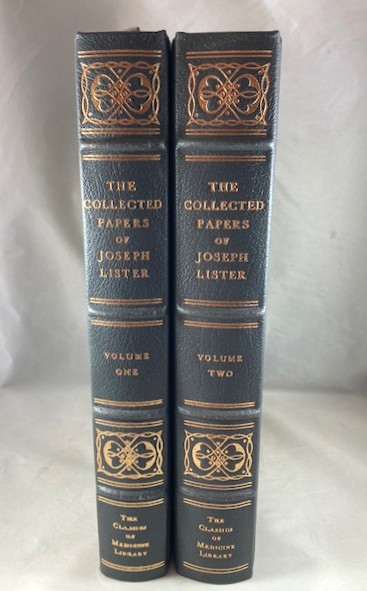 THE
COLLECTED
PAPERS
OF
JOSEPH
LISTER
VOLUME
ONE
THE
CLASSICS
OF
MEDICINE
LIBRARY
THE
COLLECTED
PAPERS
OF
JOSEPH
LISTER
VOLUME
TWO
THE
CLASSICS
OF
MEDICINE
LIBRARY